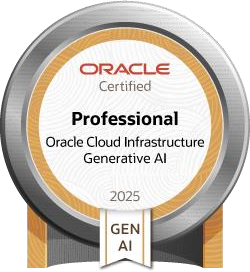 ORACLE
Certified
Professional
Oracle Cloud Infrastructure
Generative AI
2025
GEN
AI